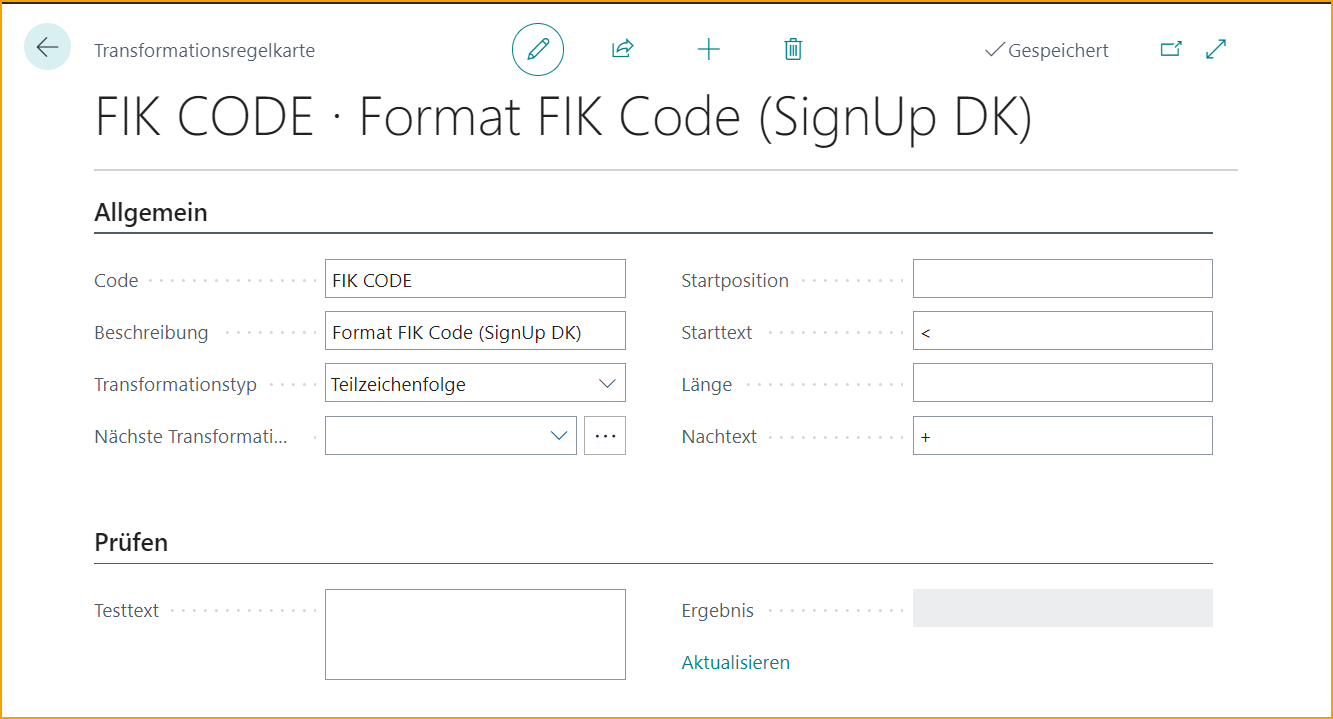 Transformationsregelkarte
Gespeichert
FIK CODE · Format FIK Code (SignUp DK)
Allgemein
Code FIK CODE
Beschreibung Format FIK Code (SignUp DK)
Transformationstyp Teilzeichenfolge
Nächste Transformati...
Startposition
Starttext <
Länge
Nachtext +
Prüfen
Testtext
Ergebnis
Aktualisieren